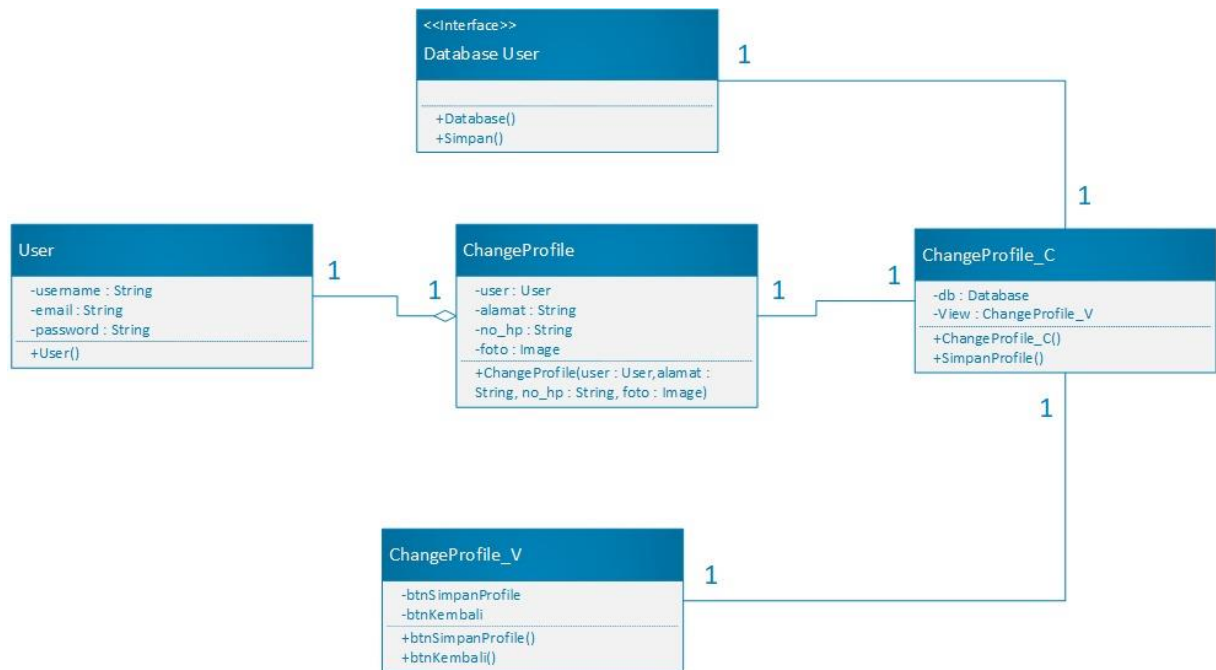 <<Interface>>
Database User
+Database()
+Simpan()
1
1
User
-username : String
-email : String
-password : String
+User()
1
1
ChangeProfile
-user : User
-alamat : String
-no_hp : String
-foto : Image
+ChangeProfile(user : User,alamat :
String, no_hp : String, foto : Image)
1
1
ChangeProfile_C
-db : Database
-View : ChangeProfile_V
+ChangeProfile_C()
+SimpanProfile()
1
ChangeProfile_V
-btnSimpanProfile
-btnKembali
+btnSimpanProfile()
+btnKembali()
1